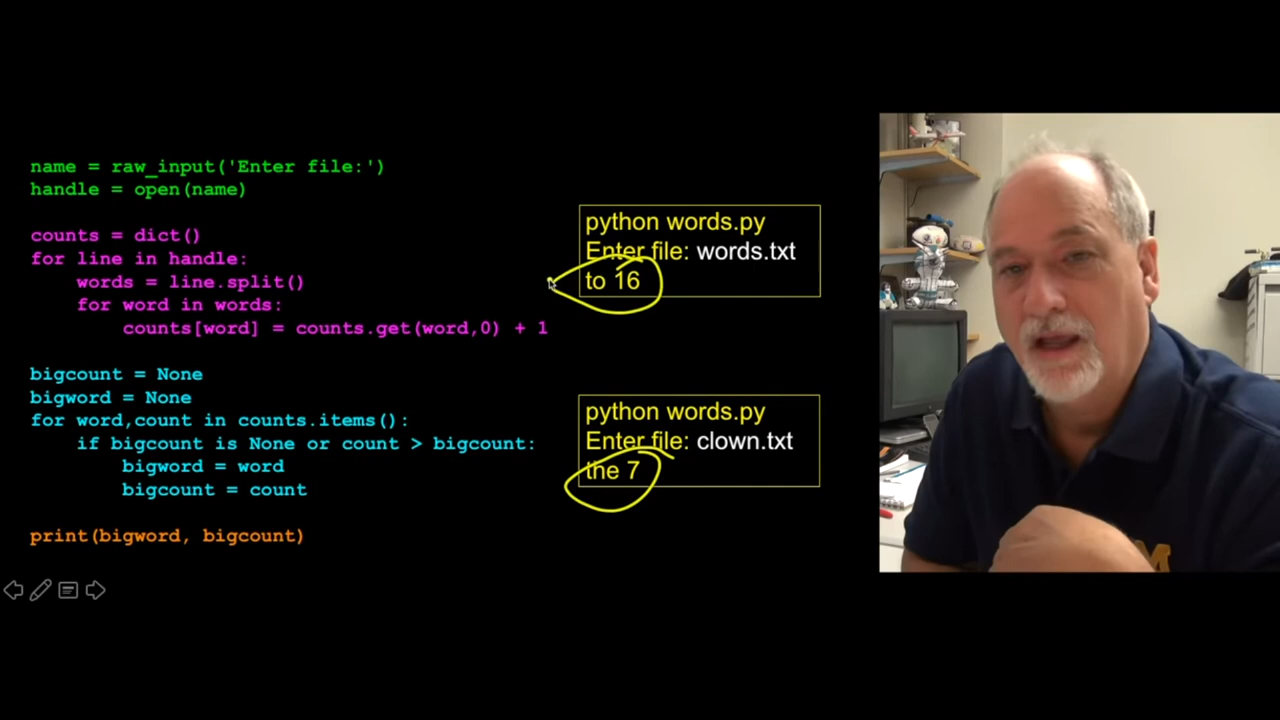 name = raw_input('Enter file:')
handle = open(name)
counts = dict()
for line in handle:
    words = line.split()
    for word in words:
        counts[word] = counts.get(word,0) + 1
bigcount = None
bigword = None
for word,count in counts.items():
    if bigcount is None or count > bigcount:
        bigword = word
        bigcount = count
print(bigword, bigcount)
python words.py
Enter file: words.txt
to 16
python words.py
Enter file: clown.txt
the 7
M